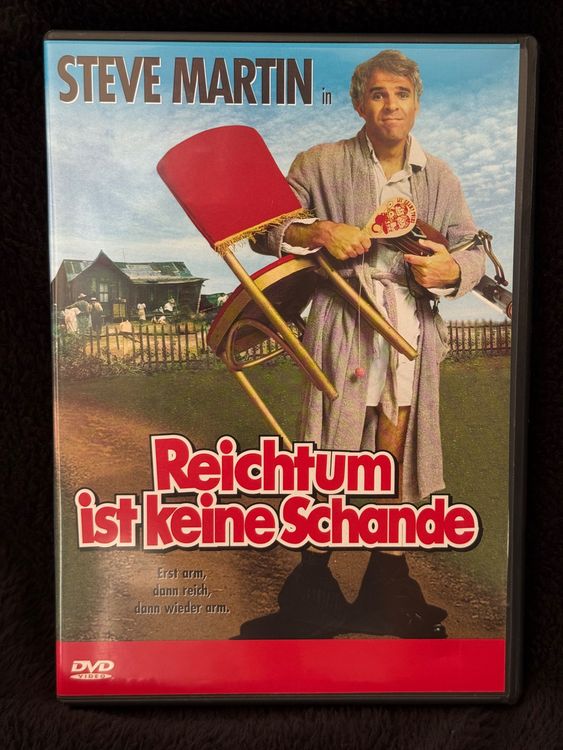 STEVE MARTIN in
Reichtum
ist keine Schande
Erst arm,
dann reich,
dann wieder arm.
DVD
VIDEO